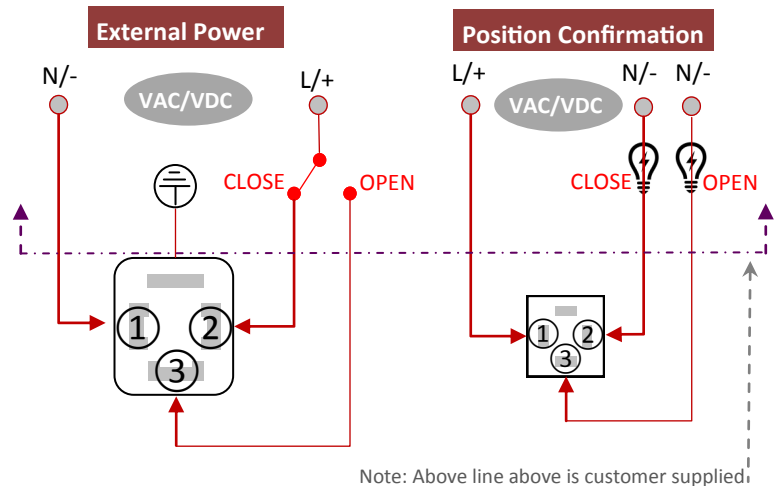 External Power
Position Confirmation
N/-
VAC/VDC
L/+
L/+
VAC/VDC
N/-
N/-
CLOSE
OPEN
CLOSE
OPEN
1
2
3
1
2
3
Note: Above line above is customer supplied